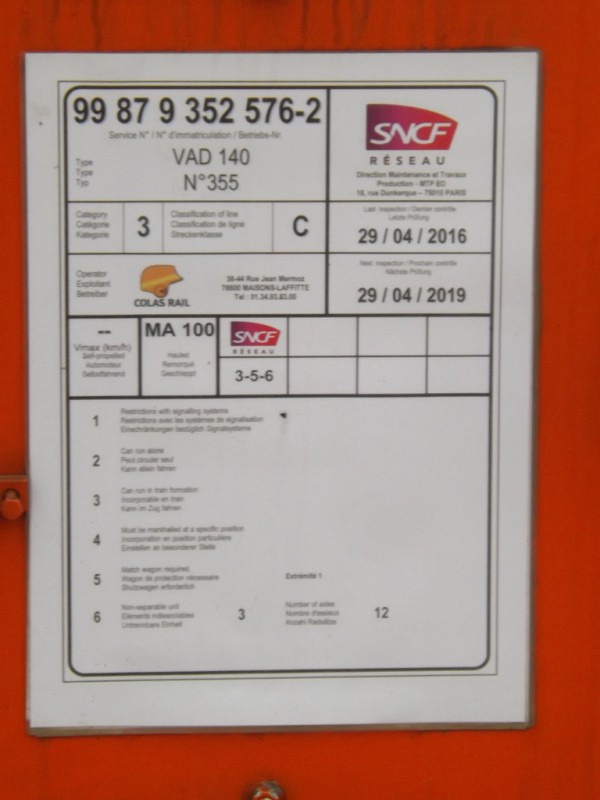 99 87 9 352 576-2
Service N° / N° d'immatriculation / Betriebs-Nr.
Type
Type
Typ
VAD 140
N°355
SNCF
RÉSEAU
Direction Maintenance et Travaux
Production - MTP EO
18, rue Dunkerque - 75010 PARIS
Category
Catégorie
Kategorie
3
Classification of line
Classification de ligne
Streckenklasse
C
Last inspection / Dernier contrôle
Letzte Prüfung
29 / 04 / 2016
Operator
Exploitant
Betreiber
COLAS RAIL
38-44 Rue Jean Mermoz
78600 MAISONS-LAFFITTE
Tel : 01.34.93.83.00
Next inspection / Prochain contrôle
Nächste Prüfung
29 / 04 / 2019
--
Vmax (km/h)
Self-propelled
Automoteur
Selbstfahrend
MA 100
Hauled
Remorqué
Geschleppt
SNCF
RÉSEAU
3-5-6
1
Restrictions with signalling systems
Restrictions avec les systèmes de signalisation
Einschränkungen bezüglich Signalsysteme
2
Can run alone
Peut circuler seul
Kann allein fahren
3
Can run in train formation
Incorporable en train
Kann im Zug fahren
4
Must be marshalled at a specific position
Incorporation en position particulière
Einstellen an besonderer Stelle
5
Match wagon required
Wagon de protection nécessaire
Shutzwagen erforderlich
Extrémité 1
6
Non-separable unit
Eléments indissociables
Untrennbare Einheit
3
Number of axles
Nombre d'essieux
Anzahl Radsätze
12